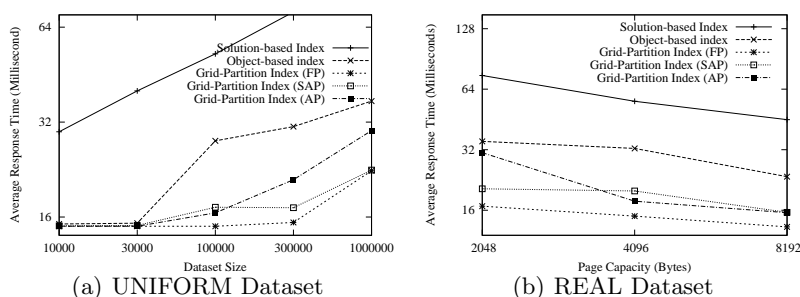 Average Response Time (Millisecond)
64
32
16
Solution-based Index
Object-based index
Grid-Partition Index (FP)
Grid-Partition Index (SAP)
Grid-Partition Index (AP)
10000 30000 100000 300000 1000000
Dataset Size
(a) UNIFORM Dataset
Average Response Time (Milliseconds)
128
64
32
16
Solution-based Index
Object-based Index
Grid-Partition Index (FP)
Grid-Partition Index (SAP)
Grid-Partition Index (AP)
2048 4096 8192
Page Capacity (Bytes)
(b) REAL Dataset